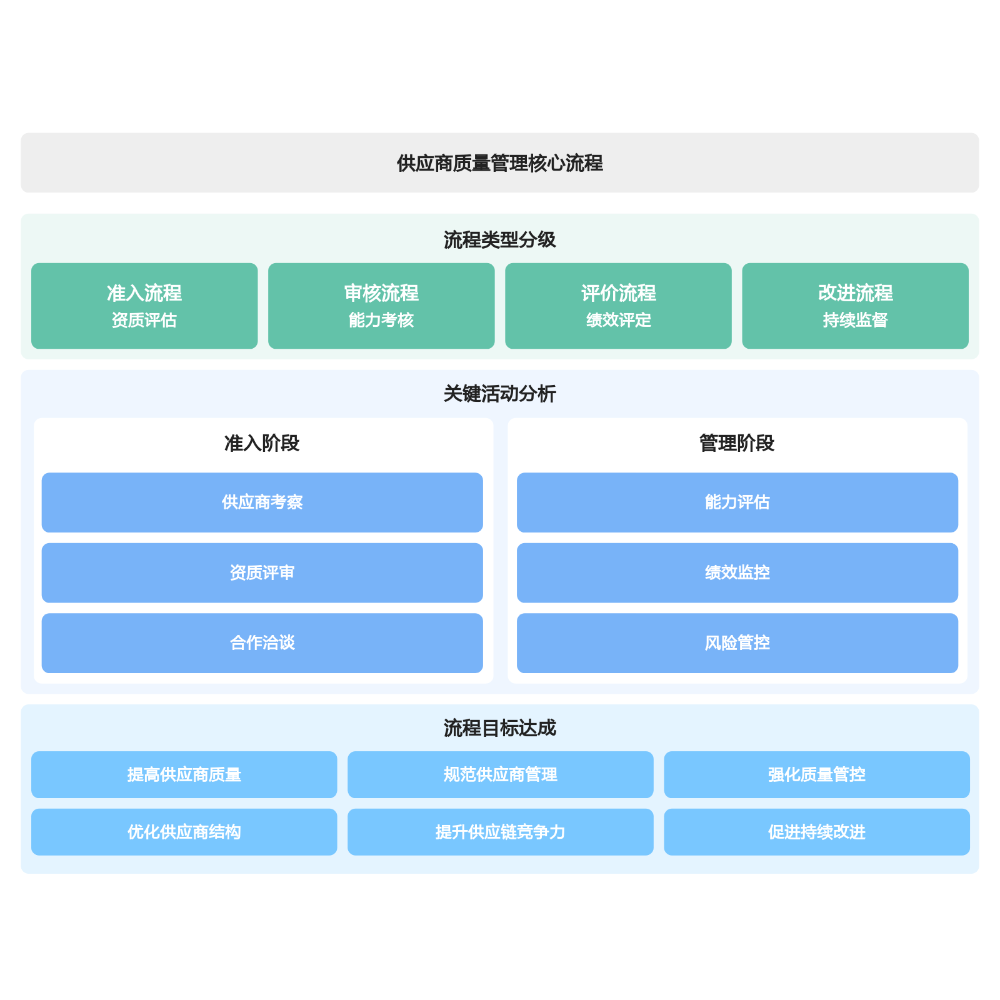 供应商质量管理核心流程
流程类型分级
准入流程
资质评估
审核流程
能力考核
评价流程
绩效评定
改进流程
持续监督
关键活动分析
准入阶段
供应商考察
资质评审
合作洽谈
管理阶段
能力评估
绩效监控
风险管控
流程目标达成
提高供应商质量
规范供应商管理
强化质量管控
优化供应商结构
提升供应链竞争力
促进持续改进